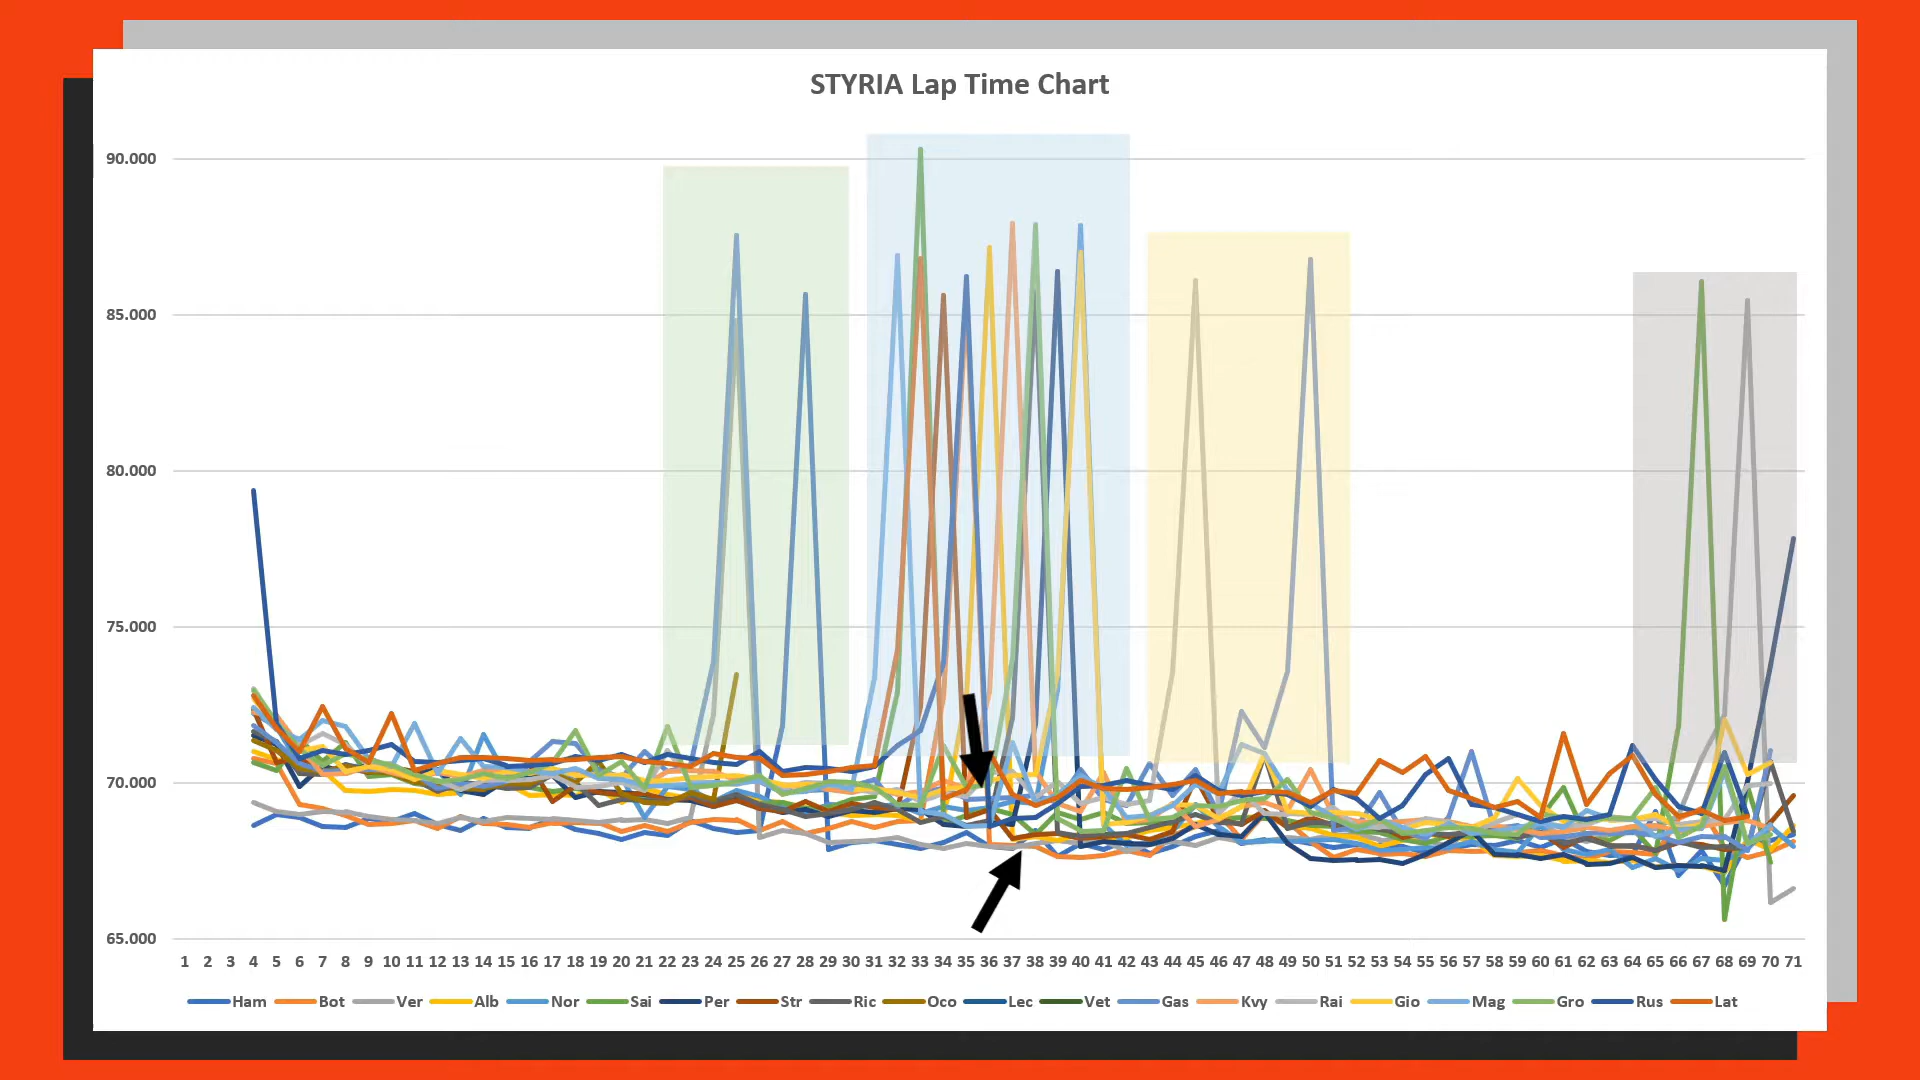 STYRIA Lap Time Chart
90.000
85.000
80.000
75.000
70.000
65.000
1 2 3 4 5 6 7 8 9 10 11 12 13 14 15 16 17 18 19 20 21 22 23 24 25 26 27 28 29 30 31 32 33 34 35 36 37 38 39 40 41 42 43 44 45 46 47 48 49 50 51 52 53 54 55 56 57 58 59 60 61 62 63 64 65 66 67 68 69 70 71
Ham Bot Ver Alb Nor Sai Per Str Ric Oco Lec Vet Gas Kvy Rai Gio Mag Gro Rus Lat